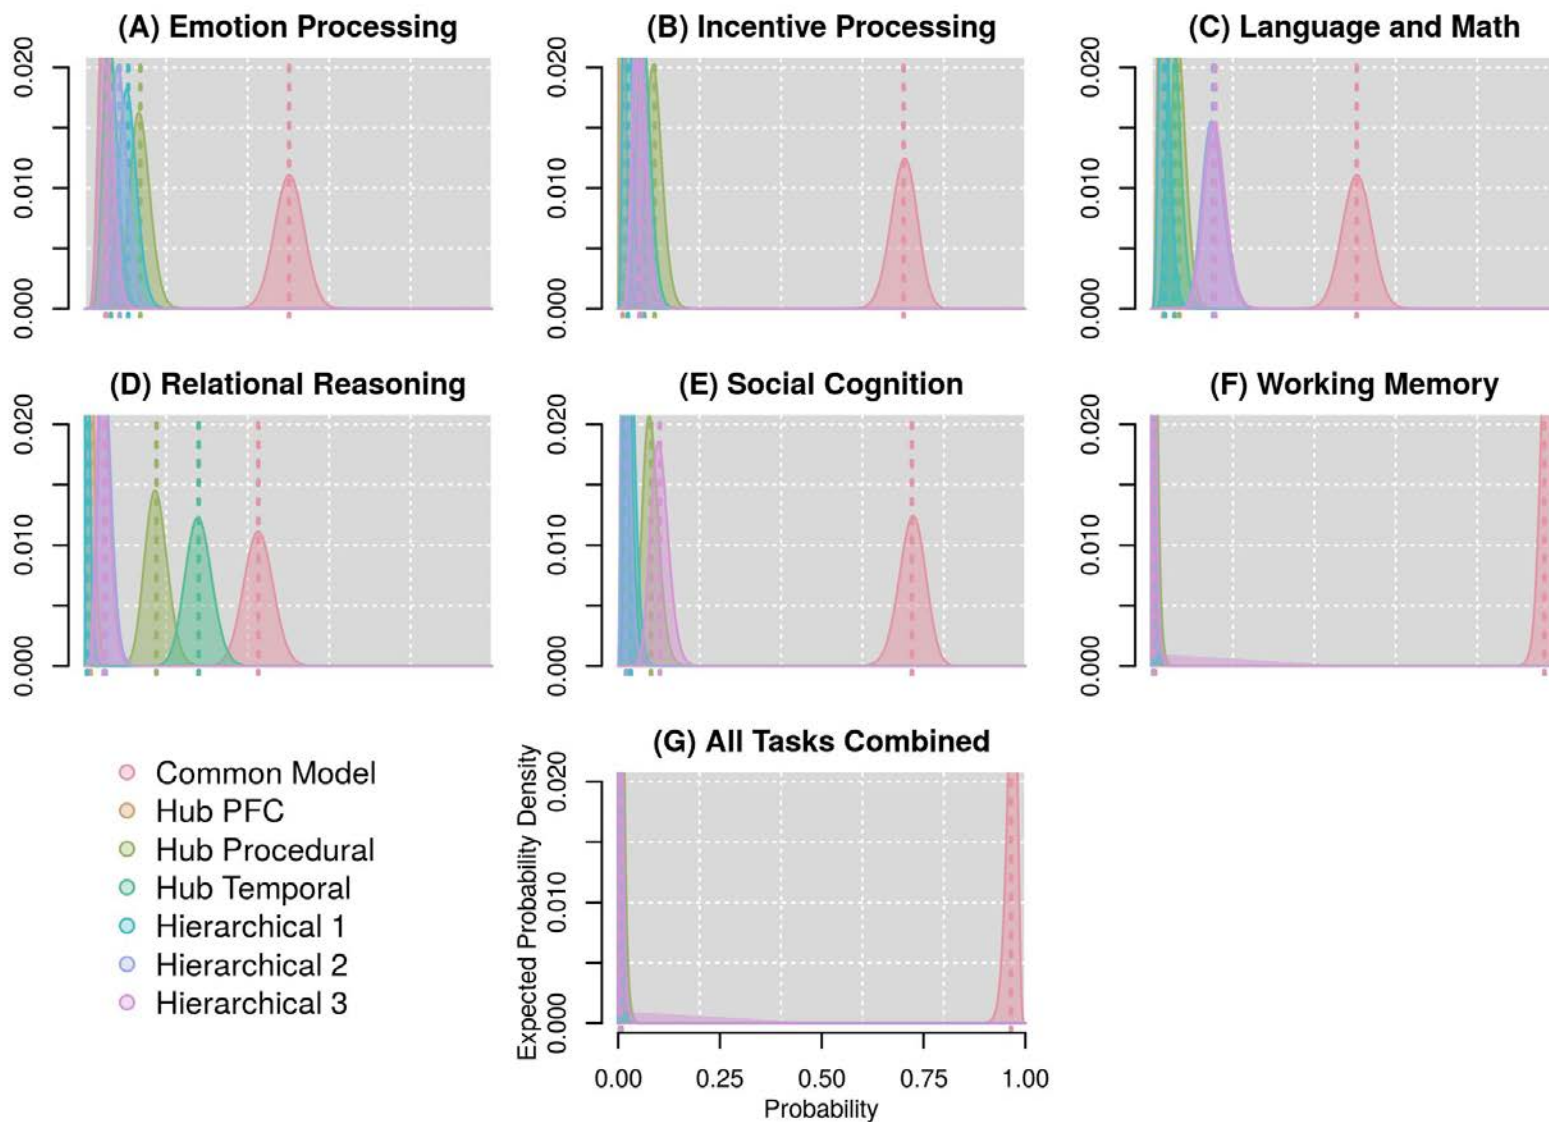 (A) Emotion Processing
0.020
0.010
0.000
(B) Incentive Processing
0.020
0.010
0.000
(C) Language and Math
0.020
0.010
0.000
(D) Relational Reasoning
0.020
0.010
0.000
(E) Social Cognition
0.020
0.010
0.000
(F) Working Memory
0.020
0.010
0.000
Common Model
Hub PFC
Hub Procedural
Hub Temporal
Hierarchical 1
Hierarchical 2
Hierarchical 3
(G) All Tasks Combined
Expected Probability Density
0.020
0.010
0.000
0.00 0.25 0.50 0.75 1.00
Probability